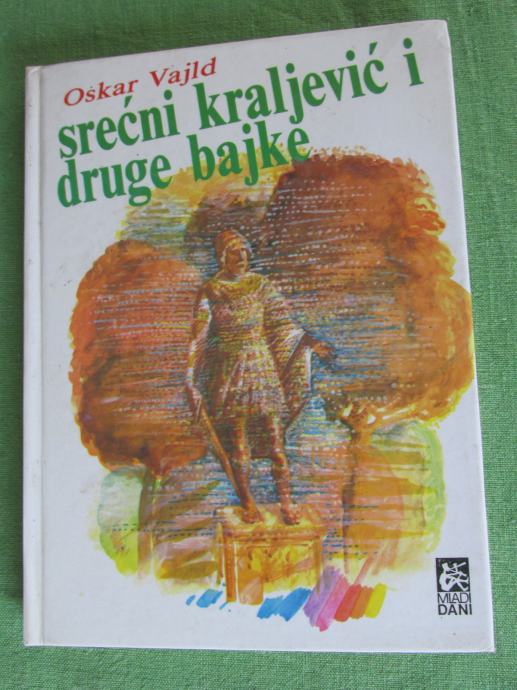 Oskar Vajld
srećni kraljević i
druge bajke
MLADI
DANI